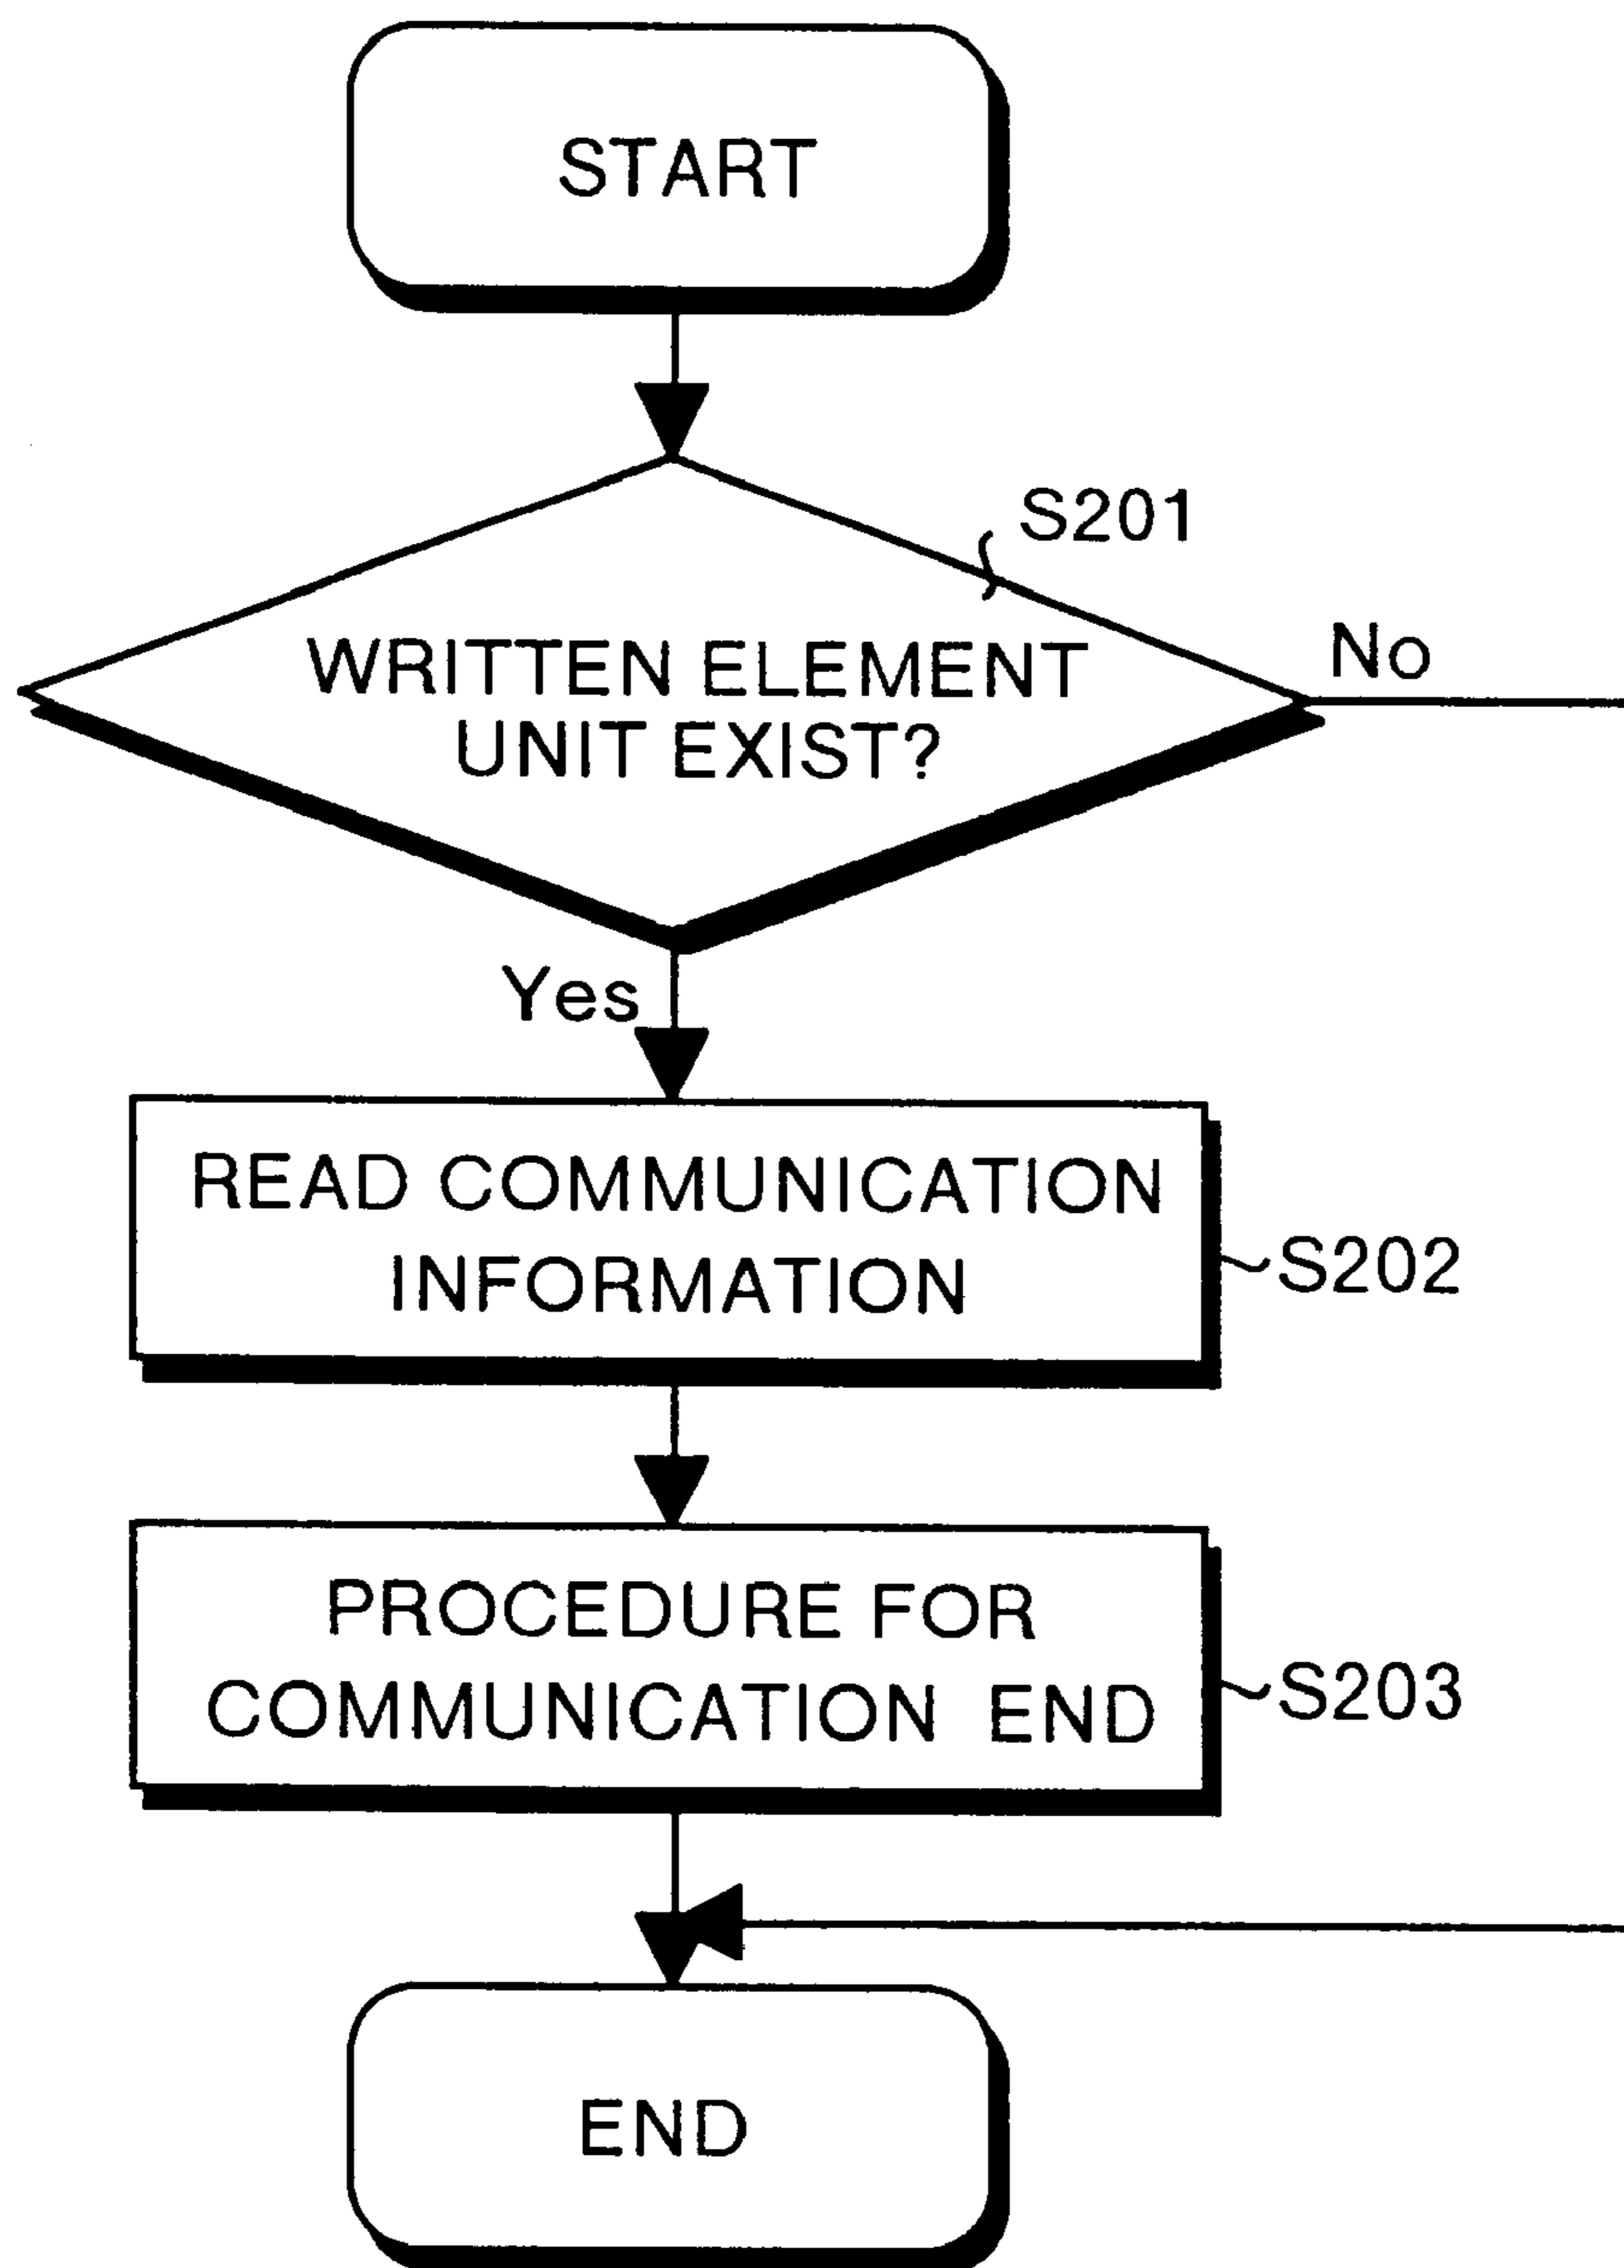 START
S201
WRITTEN ELEMENT
No
UNIT EXIST?
Yes
READ COMMUNICATION
INFORMATION
S202
PROCEDURE FOR
COMMUNICATION END
S203
END